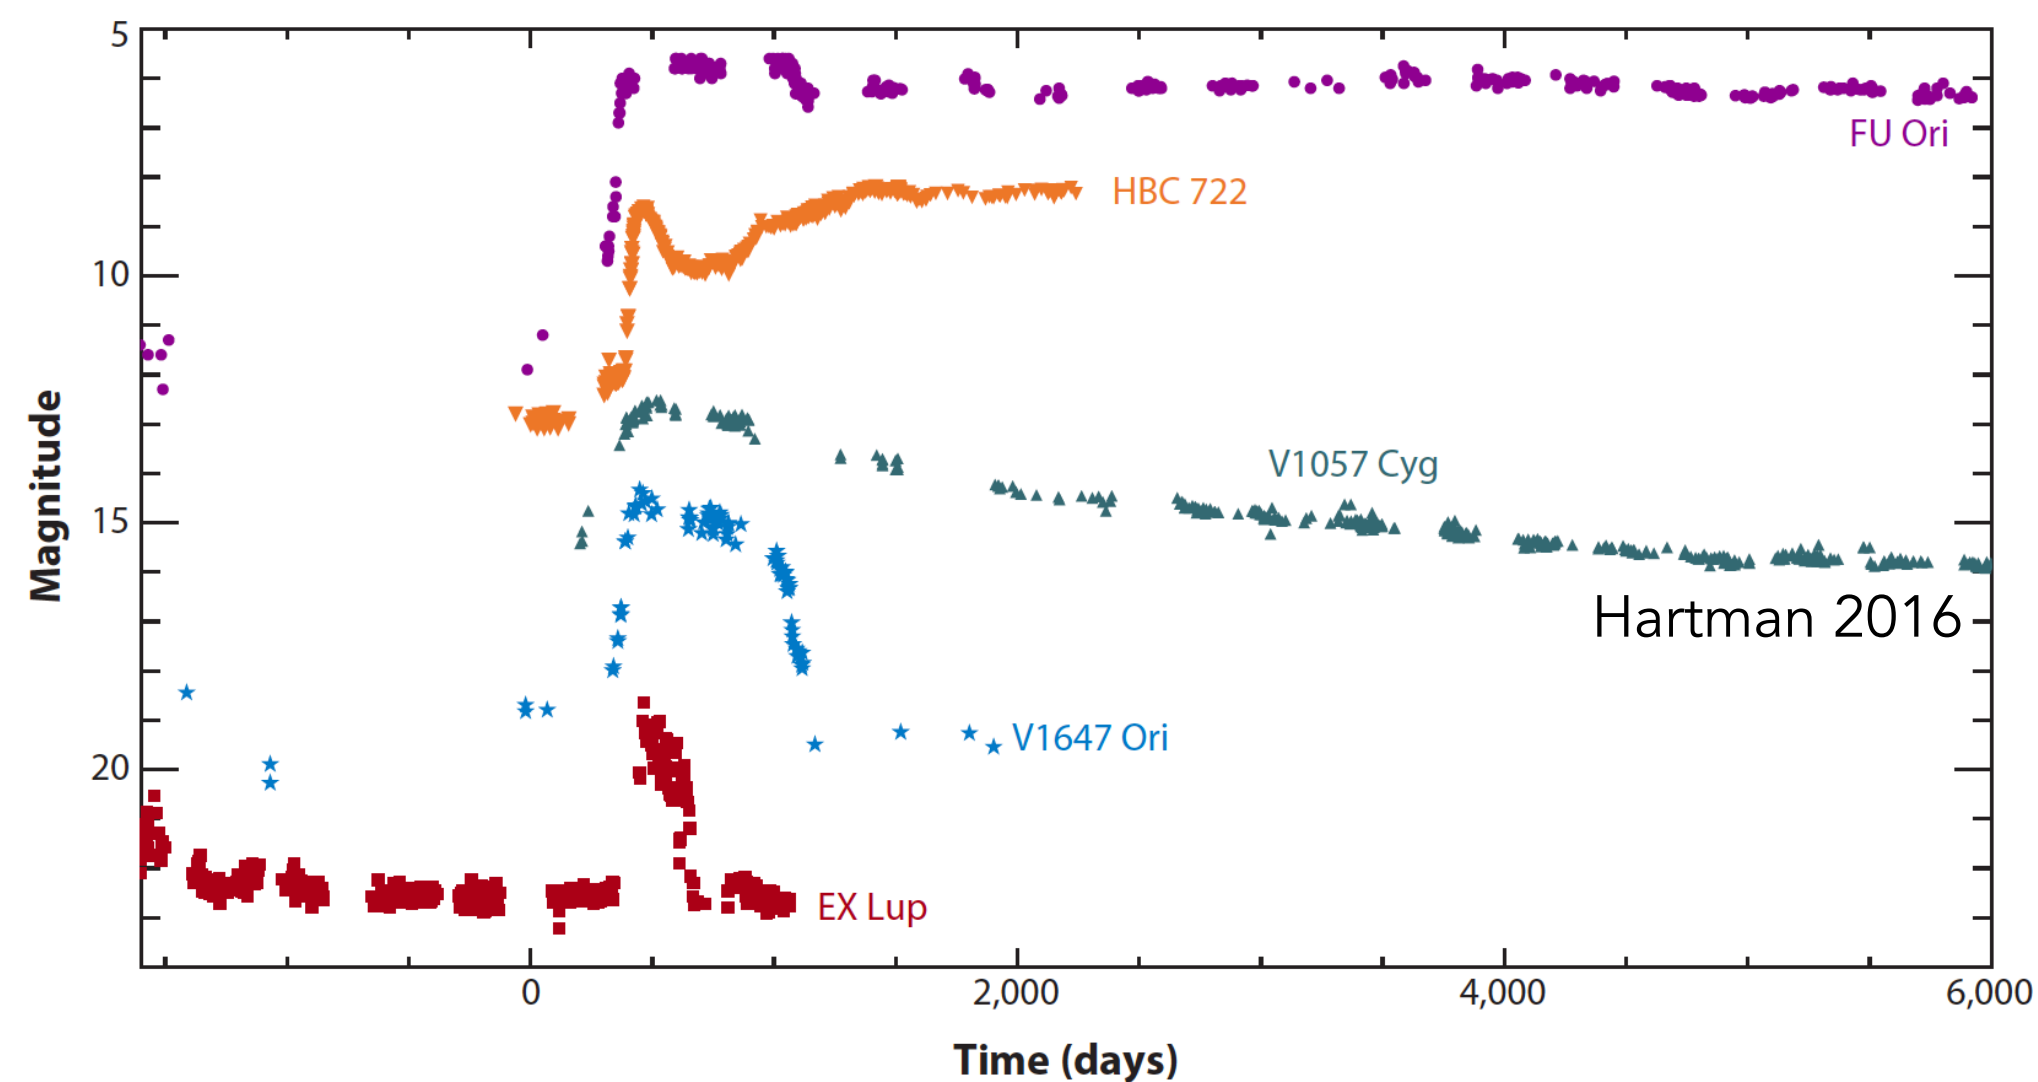 5
FU Ori
HBC 722
10
Magnitude
V1057 Cyg
15
Hartman 2016
V1647 Ori
20
EX Lup
0 2,000 4,000 6,000
Time (days)